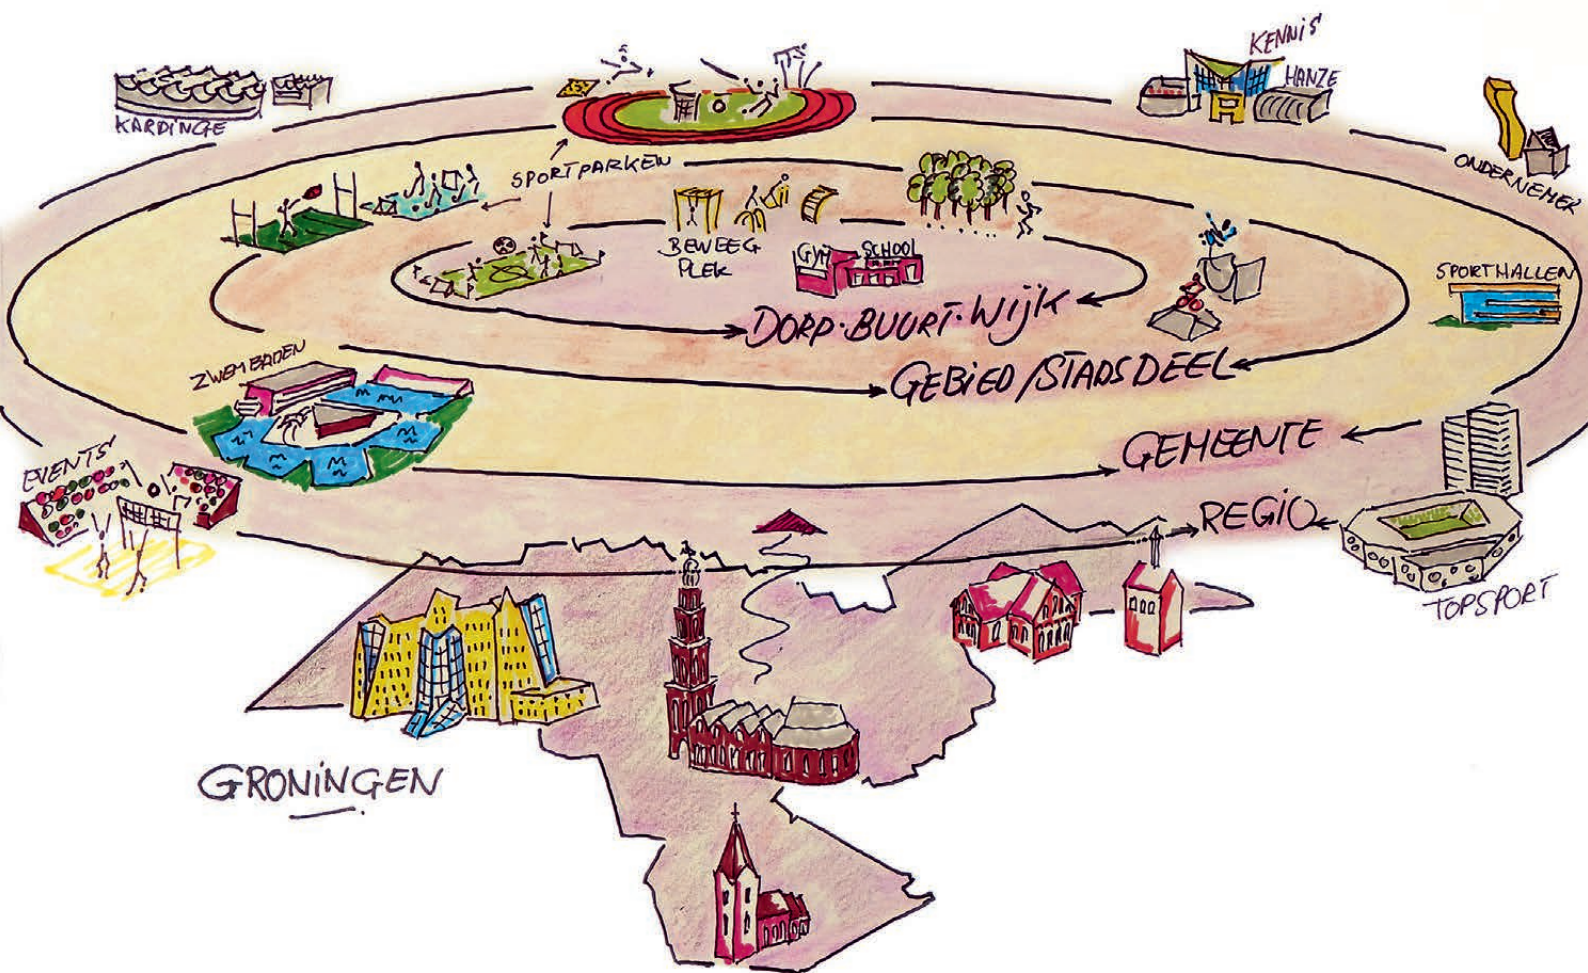 KARDINGE
KENNIS
HANZE
ONDERNEMER
SPORTPARKEN
BEWEEG
PLEK
GYM
SCHOOL
SPORTHALLEN
DORP·BUURT·WIJK
GEBIED/STADSDEEL
ZWEMBADEN
GEMEENTE
EVENTS
REGIO
TOPSPORT
GRONINGEN